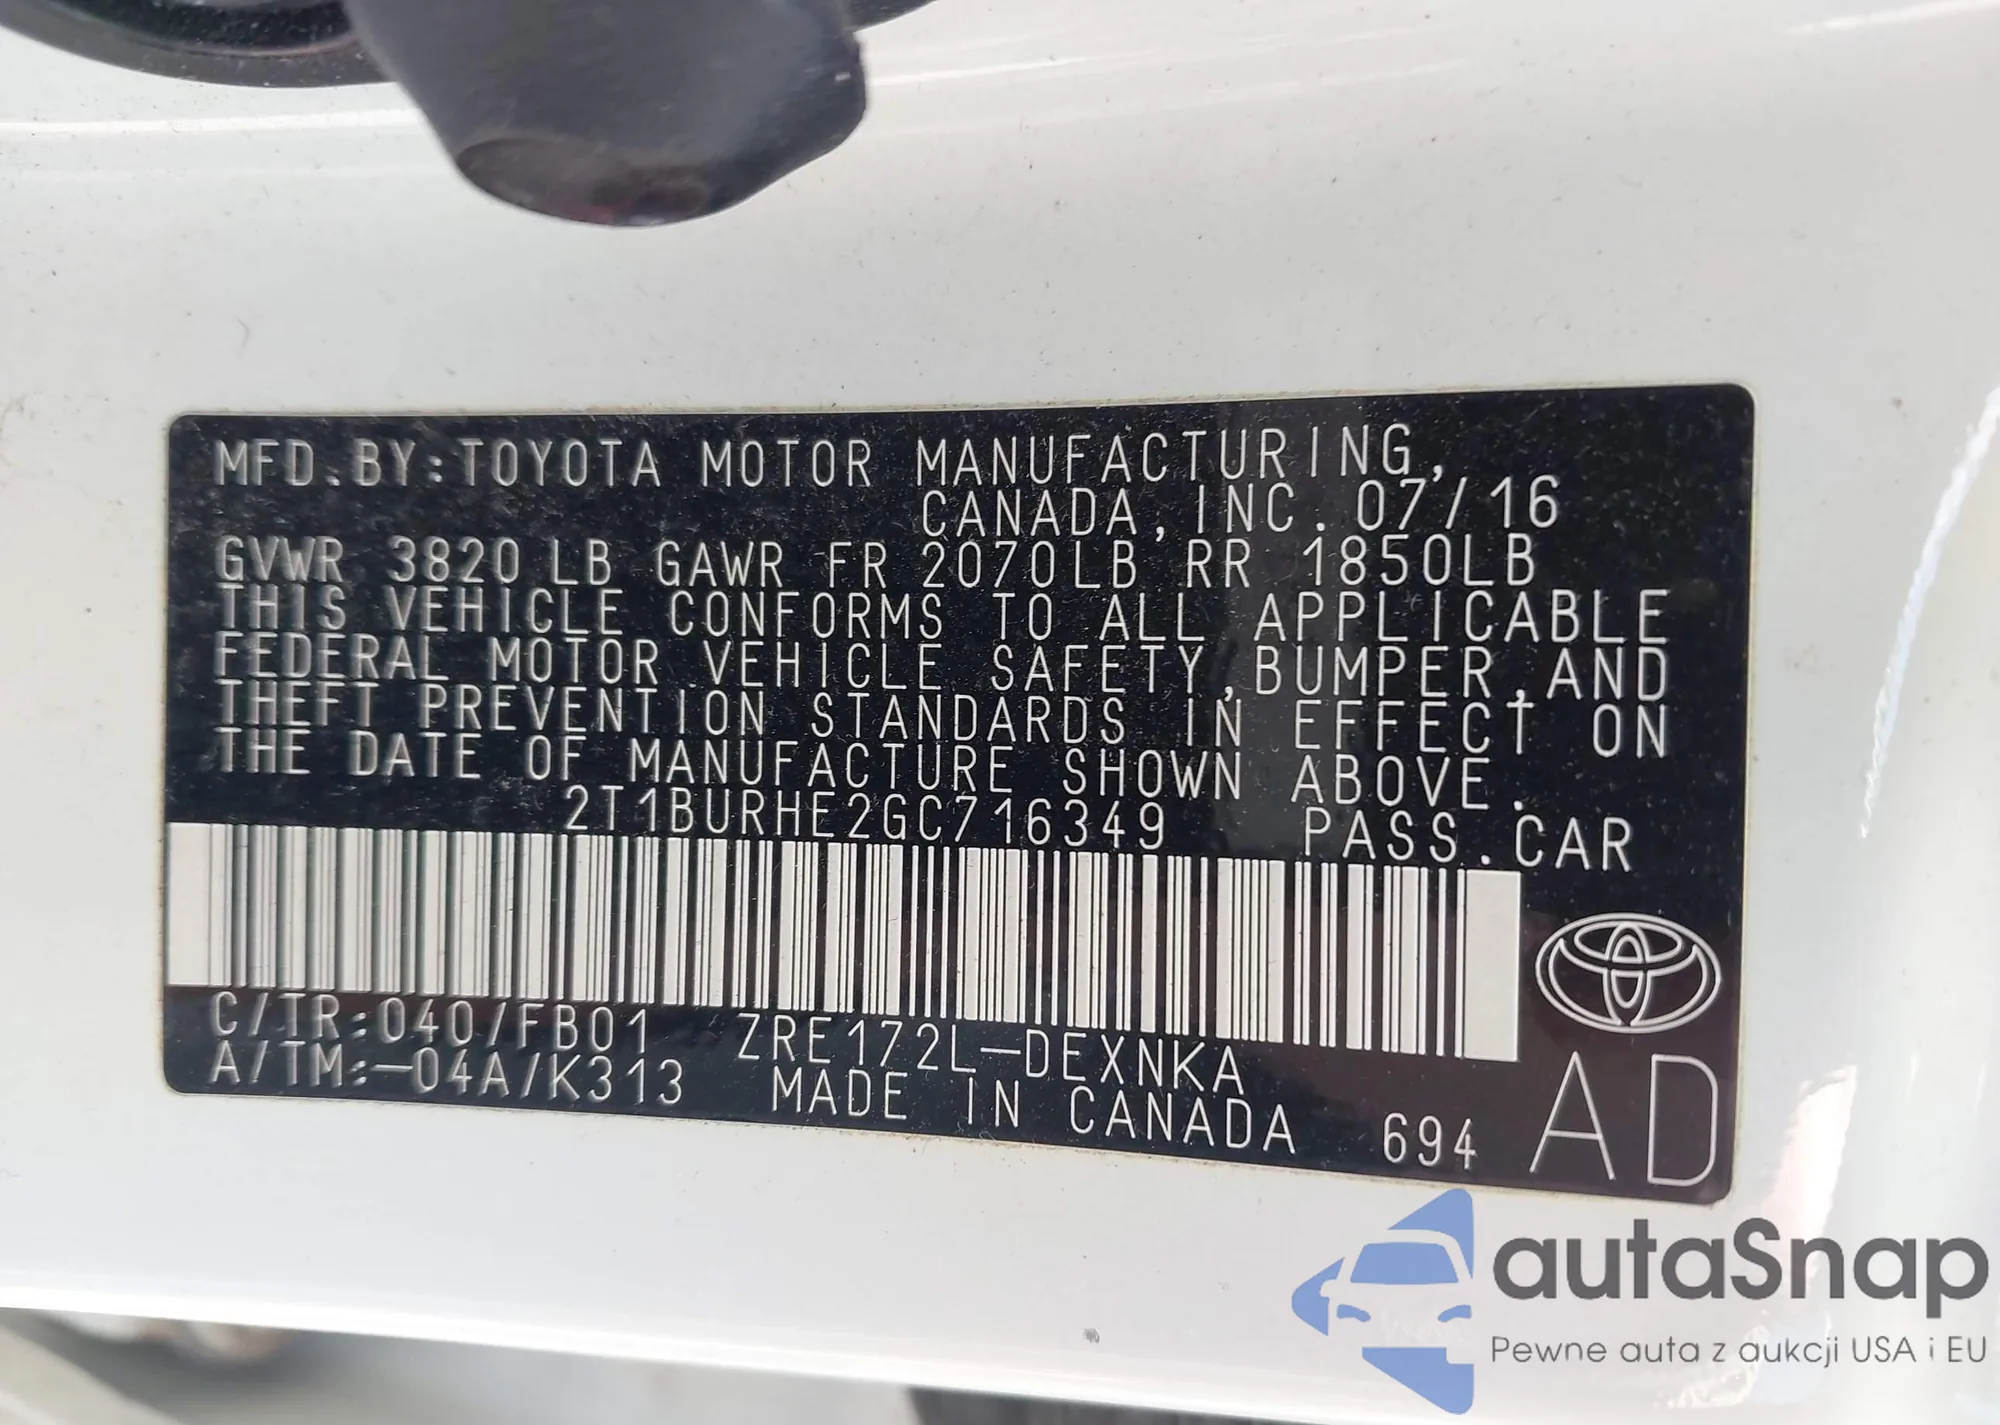 MFD.BY:TOYOTA MOTOR MANUFACTURING,
CANADA,INC. 07/16
GVWR 3820LB GAWR FR 2070LB RR 1850LB
THIS VEHICLE CONFORMS TO ALL APPLICABLE
FEDERAL MOTOR VEHICLE SAFETY,BUMPER,AND
THEFT PREVENTION STANDARDS IN EFFECT ON
THE DATE OF MANUFACTURE SHOWN ABOVE.
2T1BURHE2GC716349 PASS.CAR
C/TR:040/FB01 ZRE172L-DEXNKA
A/TM:-04A/K313 MADE IN CANADA 694 AD
autaSnap
Pewne auta z aukcji USA i EU